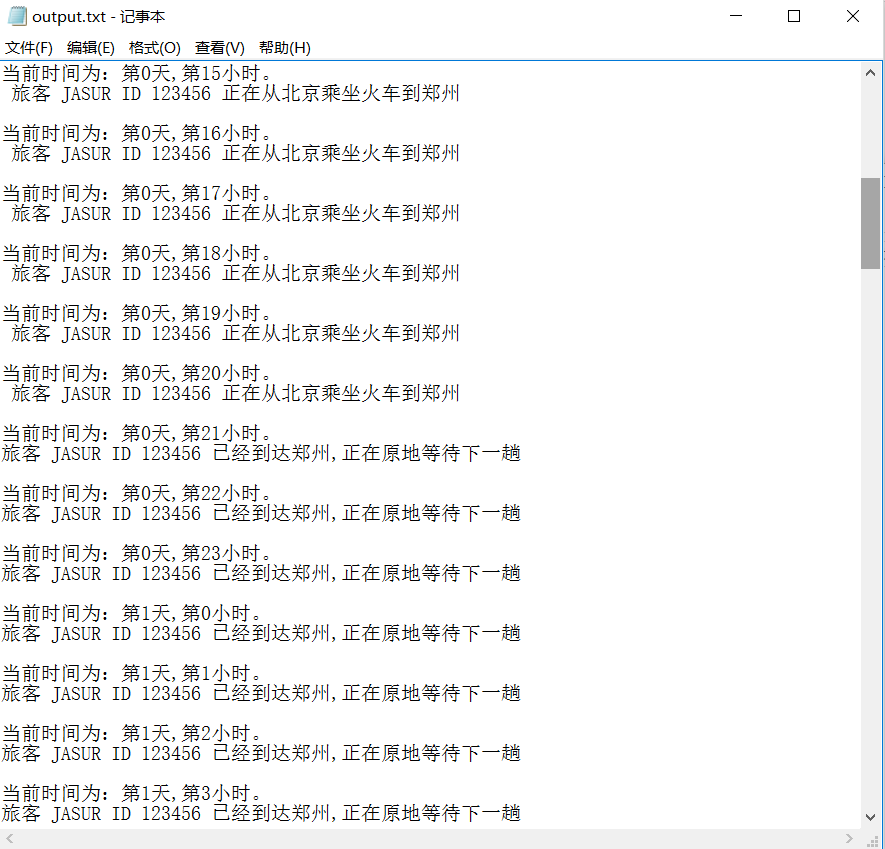 output.txt - 记事本
文件(F) 编辑(E) 格式(O) 查看(V) 帮助(H)
当前时间为: 第0天,第15小时。
旅客 JASUR ID 123456 正在从北京乘坐火车到郑州
当前时间为: 第0天,第16小时。
旅客 JASUR ID 123456 正在从北京乘坐火车到郑州
当前时间为: 第0天,第17小时。
旅客 JASUR ID 123456 正在从北京乘坐火车到郑州
当前时间为: 第0天,第18小时。
旅客 JASUR ID 123456 正在从北京乘坐火车到郑州
当前时间为: 第0天,第19小时。
旅客 JASUR ID 123456 正在从北京乘坐火车到郑州
当前时间为: 第0天,第20小时。
旅客 JASUR ID 123456 正在从北京乘坐火车到郑州
当前时间为: 第0天,第21小时。
旅客 JASUR ID 123456 已经到达郑州,正在原地等待下一趟
当前时间为: 第0天,第22小时。
旅客 JASUR ID 123456 已经到达郑州,正在原地等待下一趟
当前时间为: 第0天,第23小时。
旅客 JASUR ID 123456 已经到达郑州,正在原地等待下一趟
当前时间为: 第1天,第0小时。
旅客 JASUR ID 123456 已经到达郑州,正在原地等待下一趟
当前时间为: 第1天,第1小时。
旅客 JASUR ID 123456 已经到达郑州,正在原地等待下一趟
当前时间为: 第1天,第2小时。
旅客 JASUR ID 123456 已经到达郑州,正在原地等待下一趟
当前时间为: 第1天,第3小时。
旅客 JASUR ID 123456 已经到达郑州,正在原地等待下一趟